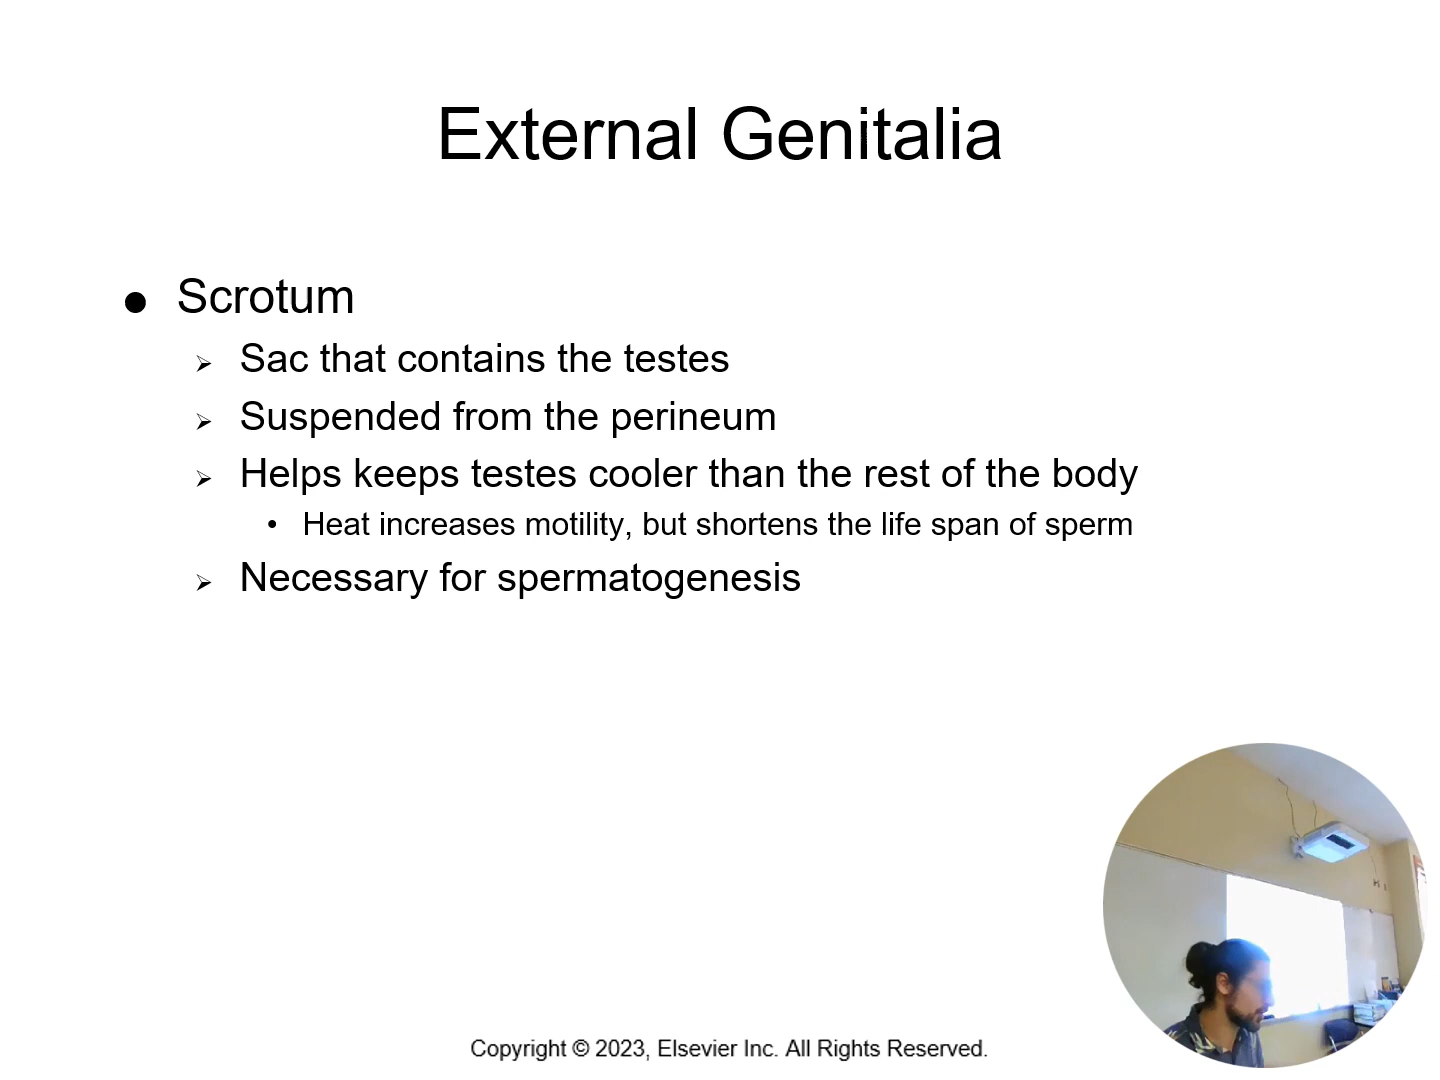 External Genitalia
● Scrotum
➢ Sac that contains the testes
➢ Suspended from the perineum
➢ Helps keeps testes cooler than the rest of the body
• Heat increases motility, but shortens the life span of sperm
➢ Necessary for spermatogenesis
Copyright © 2023, Elsevier Inc. All Rights Reserved.